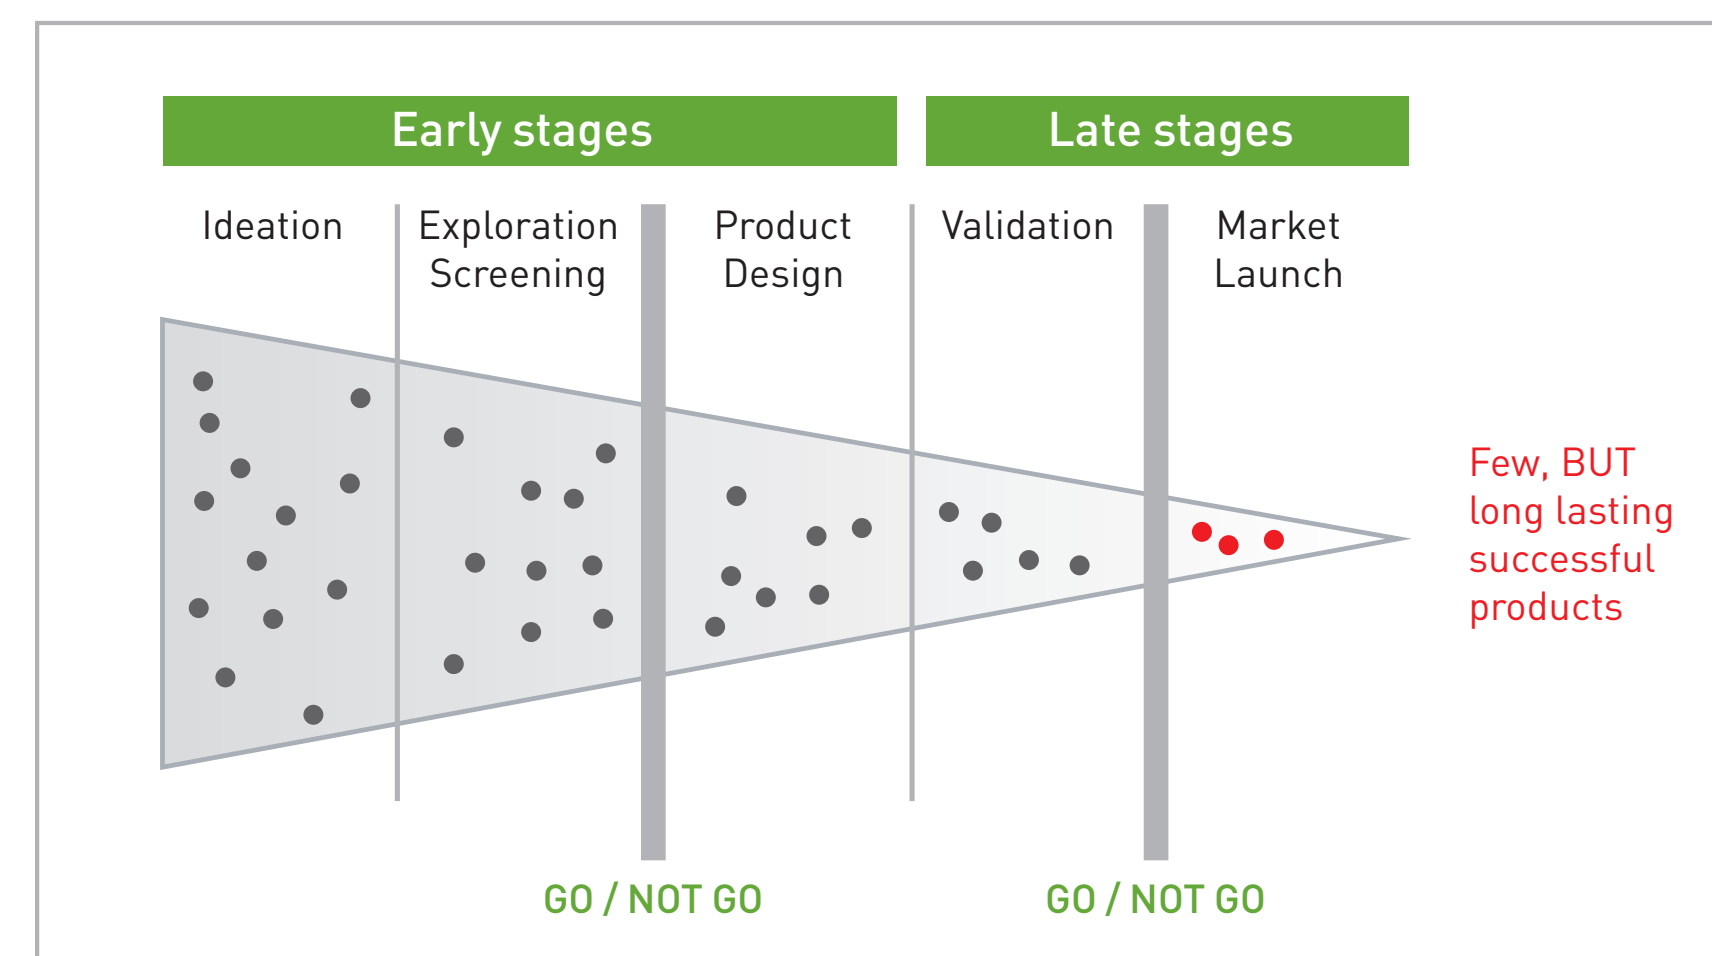 Early stages
Late stages
Ideation
Exploration
Screening
Product
Design
Validation
Market
Launch
Few, BUT
long lasting
successful
products
GO / NOT GO
GO / NOT GO